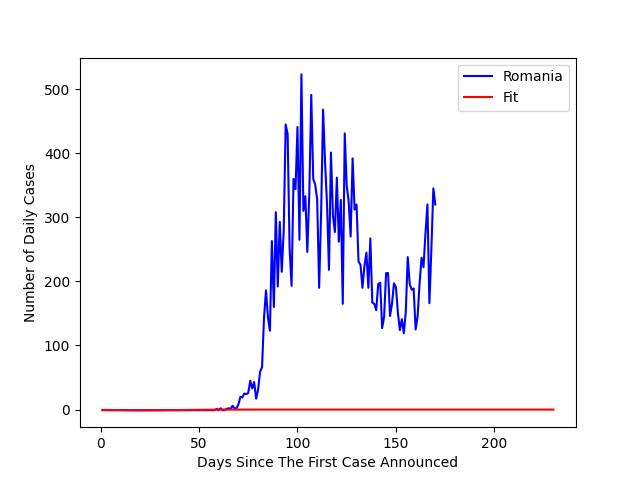 Romania
Fit
500
400
300
200
100
0
Number of Daily Cases
0 50 100 150 200
Days Since The First Case Announced